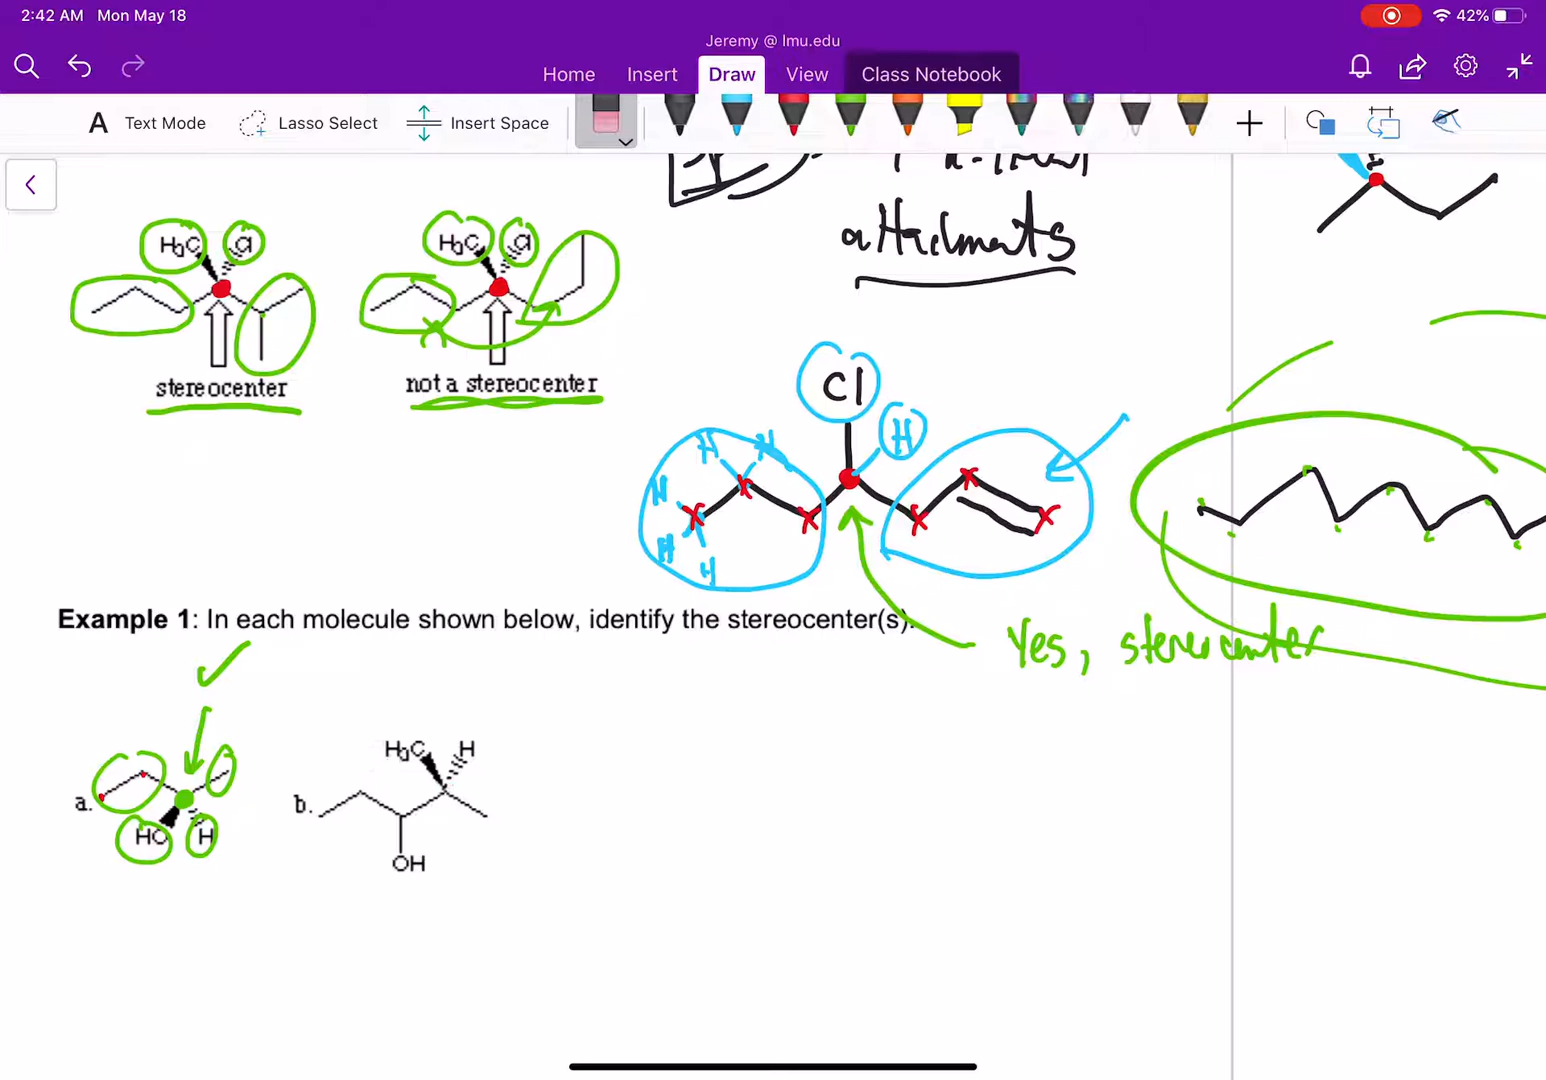 2:42 AM Mon May 18
42%
Jeremy @ lmu.edu
Home Insert Draw View Class Notebook
Text Mode Lasso Select Insert Space
attachments
H₃C Cl
H₃C Cl
stereocenter
not a stereocenter
Cl
H
H H
H
H H
Example 1: In each molecule shown below, identify the stereocenter(s).
Yes, stereocenter
a.
HO H
b.
H₃C H
OH